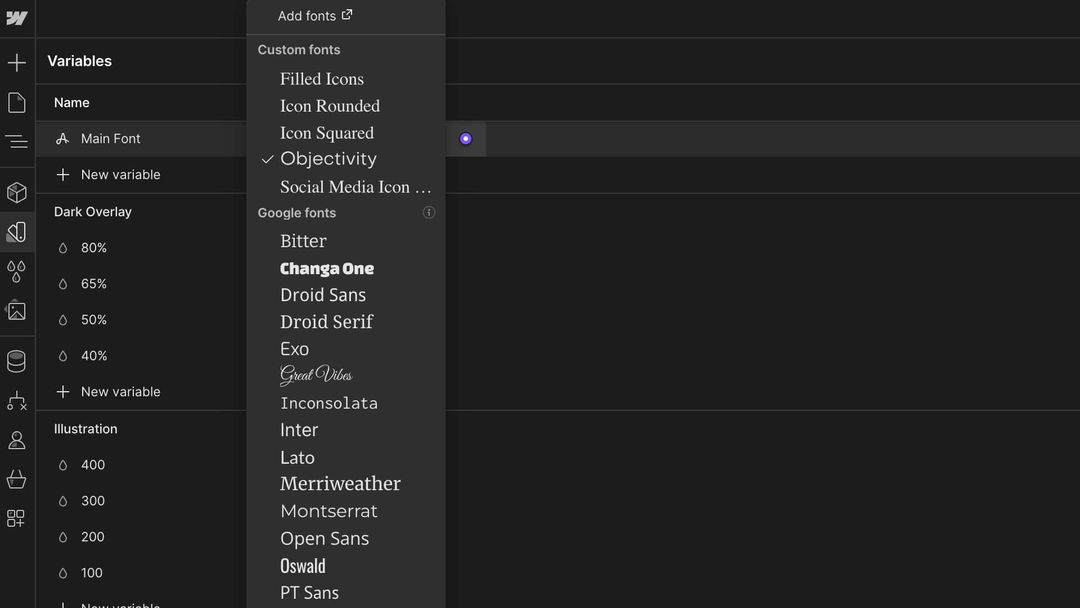 Add fonts
Variables
Custom fonts
Name
Filled Icons
Icon Rounded
Main Font
Icon Squared
Objectivity
New variable
Social Media Icon …
Dark Overlay
Google fonts
80%
Bitter
Changa One
65%
Droid Sans
50%
Droid Serif
40%
Exo
Great Vibes
New variable
Inconsolata
Illustration
Inter
400
Lato
300
Merriweather
200
Montserrat
100
Open Sans
Oswald
PT Sans
New variable